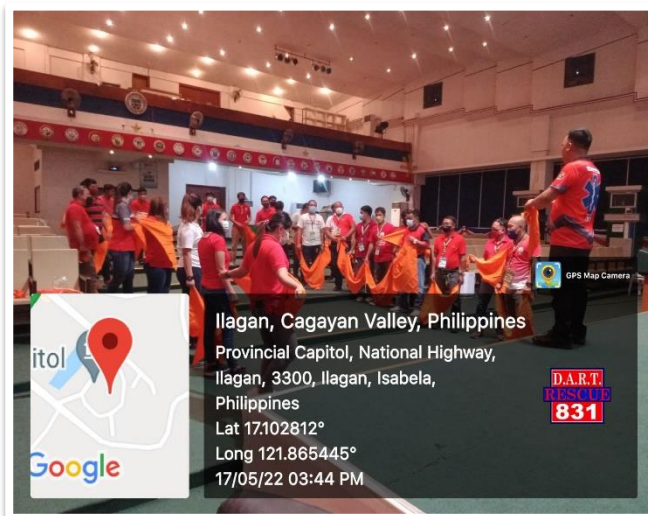 GPS Map Camera
Ilagan, Cagayan Valley, Philippines
Provincial Capitol, National Highway,
Ilagan, 3300, Ilagan, Isabela,
Philippines
Lat 17.102812°
Long 121.865445°
17/05/22 03:44 PM
itol
Google
D.A.R.T.
RESCUE
831